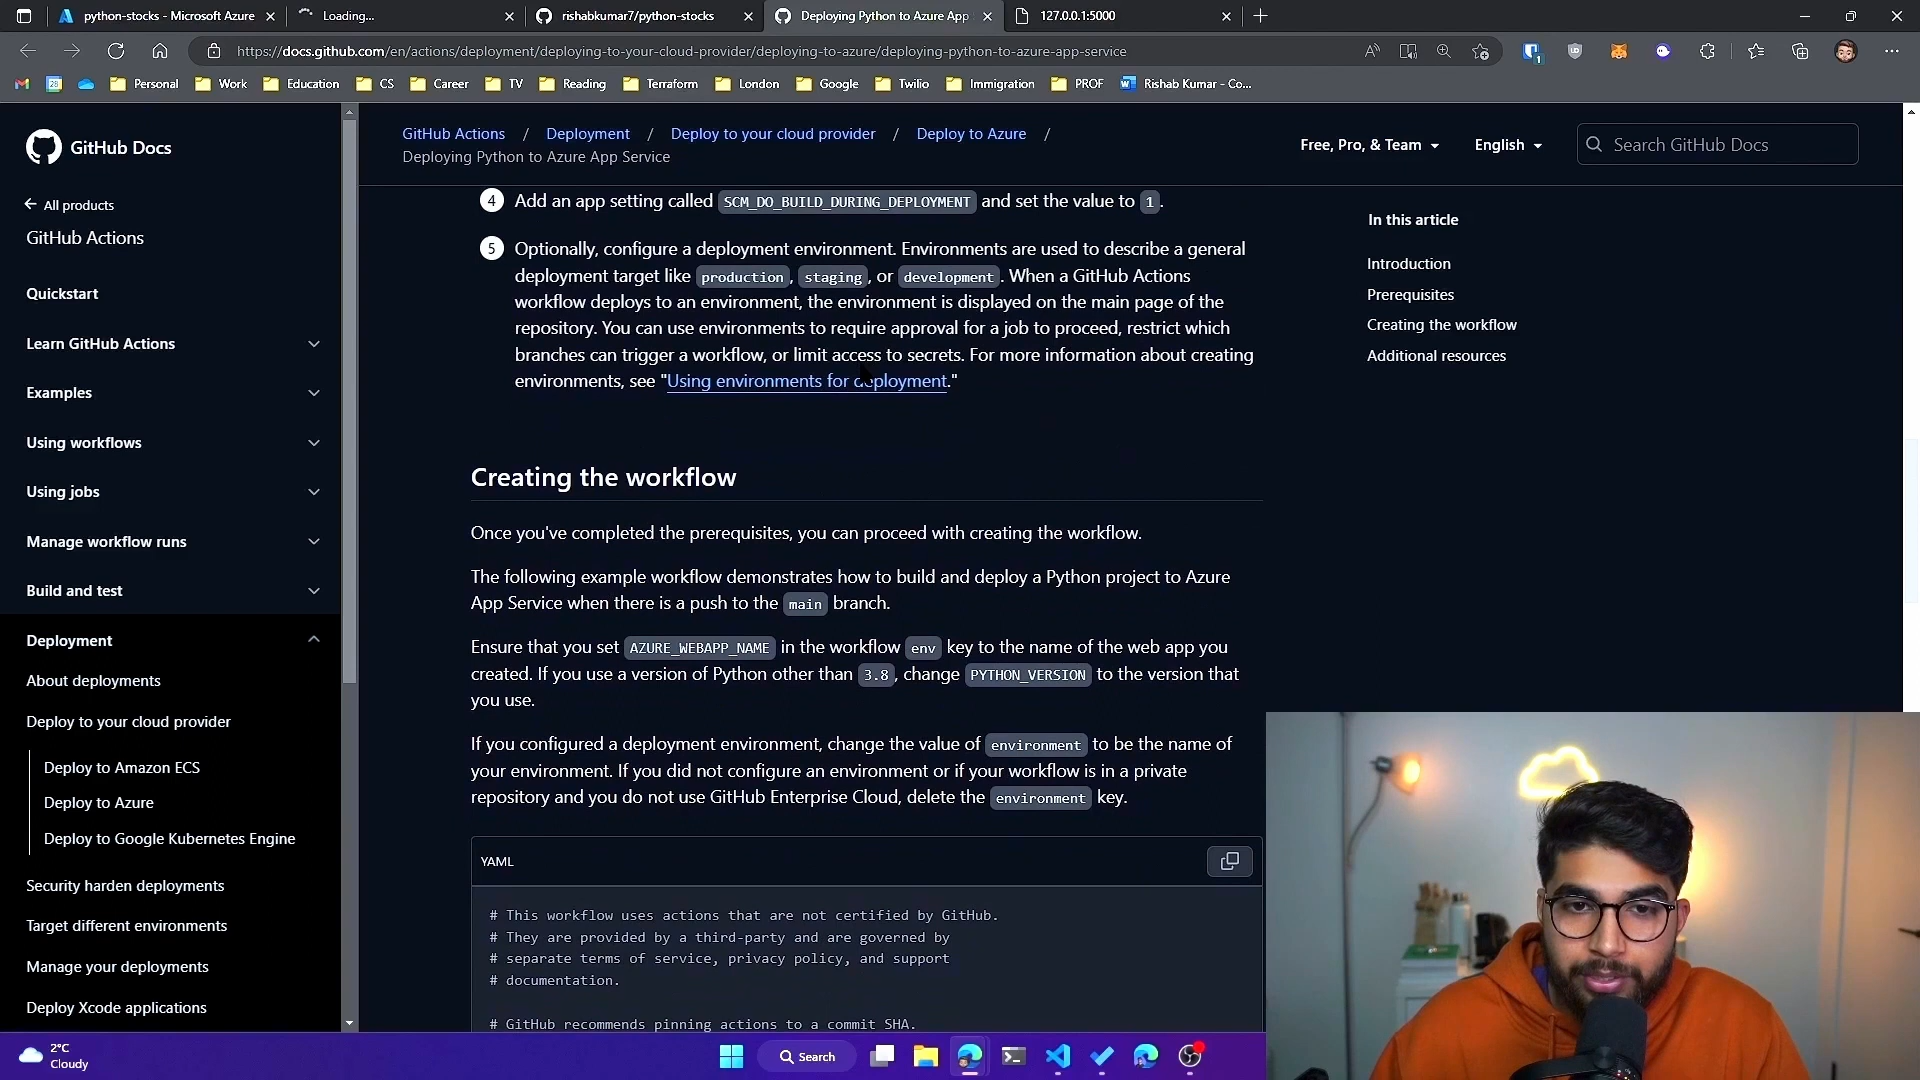 python-stocks - Microsoft Azure
Loading...
rishabkumar7/python-stocks
Deploying Python to Azure App
127.0.0.1:5000
https://docs.github.com/en/actions/deployment/deploying-to-your-cloud-provider/deploying-to-azure/deploying-python-to-azure-app-service
Personal
Work
Education
CS
Career
TV
Reading
Terraform
London
Google
Twilio
Immigration
PROF
Rishab Kumar - Co...
GitHub Docs
All products
GitHub Actions
Quickstart
Learn GitHub Actions
Examples
Using workflows
Using jobs
Manage workflow runs
Build and test
Deployment
About deployments
Deploy to your cloud provider
Deploy to Amazon ECS
Deploy to Azure
Deploy to Google Kubernetes Engine
Security harden deployments
Target different environments
Manage your deployments
Deploy Xcode applications
GitHub Actions / Deployment / Deploy to your cloud provider / Deploy to Azure /
Deploying Python to Azure App Service
Free, Pro, & Team
English
Search GitHub Docs
4 Add an app setting called SCM_DO_BUILD_DURING_DEPLOYMENT and set the value to 1.
5 Optionally, configure a deployment environment. Environments are used to describe a general
deployment target like production, staging, or development. When a GitHub Actions
workflow deploys to an environment, the environment is displayed on the main page of the
repository. You can use environments to require approval for a job to proceed, restrict which
branches can trigger a workflow, or limit access to secrets. For more information about creating
environments, see "Using environments for deployment."
Creating the workflow
Once you've completed the prerequisites, you can proceed with creating the workflow.
The following example workflow demonstrates how to build and deploy a Python project to Azure
App Service when there is a push to the main branch.
Ensure that you set AZURE_WEBAPP_NAME in the workflow env key to the name of the web app you
created. If you use a version of Python other than 3.8, change PYTHON_VERSION to the version that
you use.
If you configured a deployment environment, change the value of environment to be the name of
your environment. If you did not configure an environment or if your workflow is in a private
repository and you do not use GitHub Enterprise Cloud, delete the environment key.
YAML
# This workflow uses actions that are not certified by GitHub.
# They are provided by a third-party and are governed by
# separate terms of service, privacy policy, and support
# documentation.
# GitHub recommends pinning actions to a commit SHA.
In this article
Introduction
Prerequisites
Creating the workflow
Additional resources
2°C
Cloudy
Search